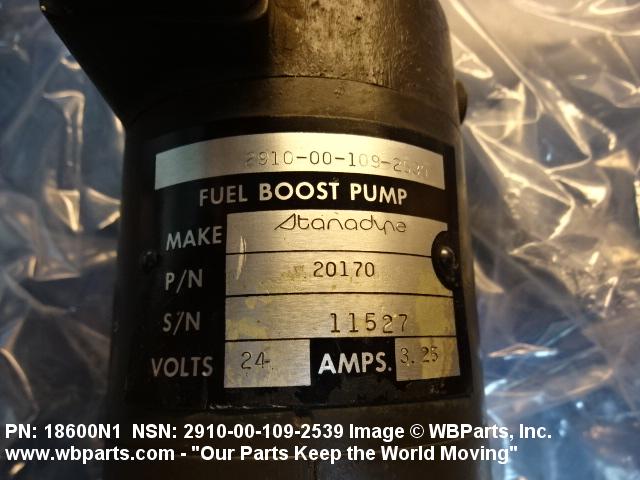 2910-00-109-2539
FUEL BOOST PUMP
MAKE Stanadyne
P/N 20170
S/N 11527
VOLTS 24 AMPS. 3.25
PN: 18600N1 NSN: 2910-00-109-2539 Image © WBParts, Inc.
www.wbparts.com - "Our Parts Keep the World Moving"